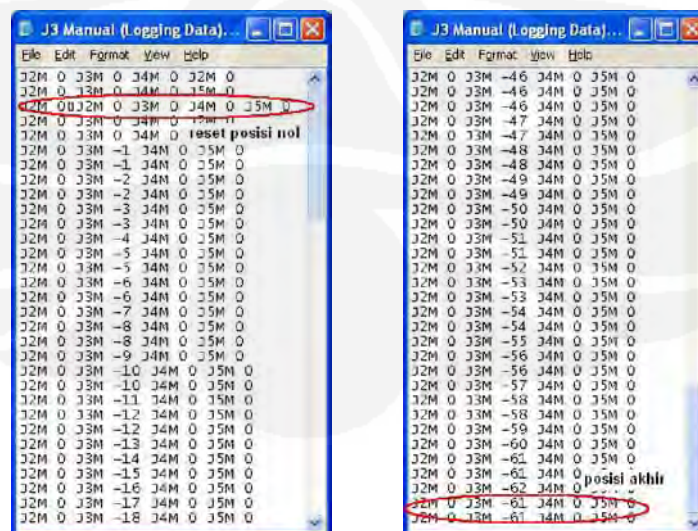 J3 Manual (Logging Data)...
File Edit Format View Help
J2M 0 J3M 0 J4M 0 J2M 0
J2M 0 J3M 0 J4M 0 J5M 0
J2M 0UJ2M 0 J3M 0 J4M 0 J5M 0
J2M 0 J3M 0 J4M 0 J5M 0
J2M 0 J3M 0 J4M 0 reset posisi nol
J2M 0 J3M -1 J4M 0 J5M 0
J2M 0 J3M -1 J4M 0 J5M 0
J2M 0 J3M -2 J4M 0 J5M 0
J2M 0 J3M -2 J4M 0 J5M 0
J2M 0 J3M -3 J4M 0 J5M 0
J2M 0 J3M -3 J4M 0 J5M 0
J2M 0 J3M -4 J4M 0 J5M 0
J2M 0 J3M -5 J4M 0 J5M 0
J2M 0 J3M -5 J4M 0 J5M 0
J2M 0 J3M -6 J4M 0 J5M 0
J2M 0 J3M -6 J4M 0 J5M 0
J2M 0 J3M -7 J4M 0 J5M 0
J2M 0 J3M -8 J4M 0 J5M 0
J2M 0 J3M -8 J4M 0 J5M 0
J2M 0 J3M -9 J4M 0 J5M 0
J2M 0 J3M -10 J4M 0 J5M 0
J2M 0 J3M -10 J4M 0 J5M 0
J2M 0 J3M -11 J4M 0 J5M 0
J2M 0 J3M -12 J4M 0 J5M 0
J2M 0 J3M -12 J4M 0 J5M 0
J2M 0 J3M -13 J4M 0 J5M 0
J2M 0 J3M -14 J4M 0 J5M 0
J2M 0 J3M -15 J4M 0 J5M 0
J2M 0 J3M -16 J4M 0 J5M 0
J2M 0 J3M -17 J4M 0 J5M 0
J2M 0 J3M -18 J4M 0 J5M 0
J3 Manual (Logging Data)...
File Edit Format View Help
J2M 0 J3M -46 J4M 0 J5M 0
J2M 0 J3M -46 J4M 0 J5M 0
J2M 0 J3M -46 J4M 0 J5M 0
J2M 0 J3M -47 J4M 0 J5M 0
J2M 0 J3M -47 J4M 0 J5M 0
J2M 0 J3M -48 J4M 0 J5M 0
J2M 0 J3M -48 J4M 0 J5M 0
J2M 0 J3M -49 J4M 0 J5M 0
J2M 0 J3M -49 J4M 0 J5M 0
J2M 0 J3M -50 J4M 0 J5M 0
J2M 0 J3M -50 J4M 0 J5M 0
J2M 0 J3M -51 J4M 0 J5M 0
J2M 0 J3M -51 J4M 0 J5M 0
J2M 0 J3M -52 J4M 0 J5M 0
J2M 0 J3M -53 J4M 0 J5M 0
J2M 0 J3M -53 J4M 0 J5M 0
J2M 0 J3M -54 J4M 0 J5M 0
J2M 0 J3M -54 J4M 0 J5M 0
J2M 0 J3M -55 J4M 0 J5M 0
J2M 0 J3M -56 J4M 0 J5M 0
J2M 0 J3M -56 J4M 0 J5M 0
J2M 0 J3M -57 J4M 0 J5M 0
J2M 0 J3M -58 J4M 0 J5M 0
J2M 0 J3M -58 J4M 0 J5M 0
J2M 0 J3M -59 J4M 0 J5M 0
J2M 0 J3M -60 J4M 0 J5M 0
J2M 0 J3M -61 J4M 0 J5M 0
J2M 0 J3M -61 J4M 0 posisi akhir
J2M 0 J3M -62 J4M 0 J5M 0
J2M 0 J3M -61 J4M 0 J5M 0
J2M 0 J3M -61 J4M 0 J5M 0